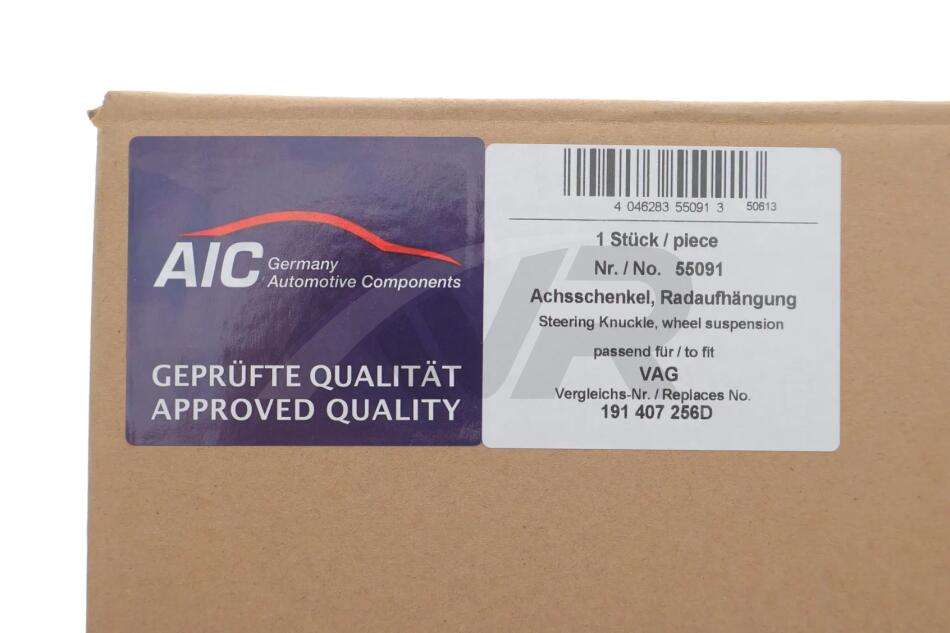 AIC Germany
Automotive Components
GEPRÜFTE QUALITÄT
APPROVED QUALITY
4 046283 55091 3 50613
1 Stück / piece
Nr. / No. 55091
Achsschenkel, Radaufhängung
Steering Knuckle, wheel suspension
passend für / to fit
VAG
Vergleichs-Nr. / Replaces No.
191 407 256D